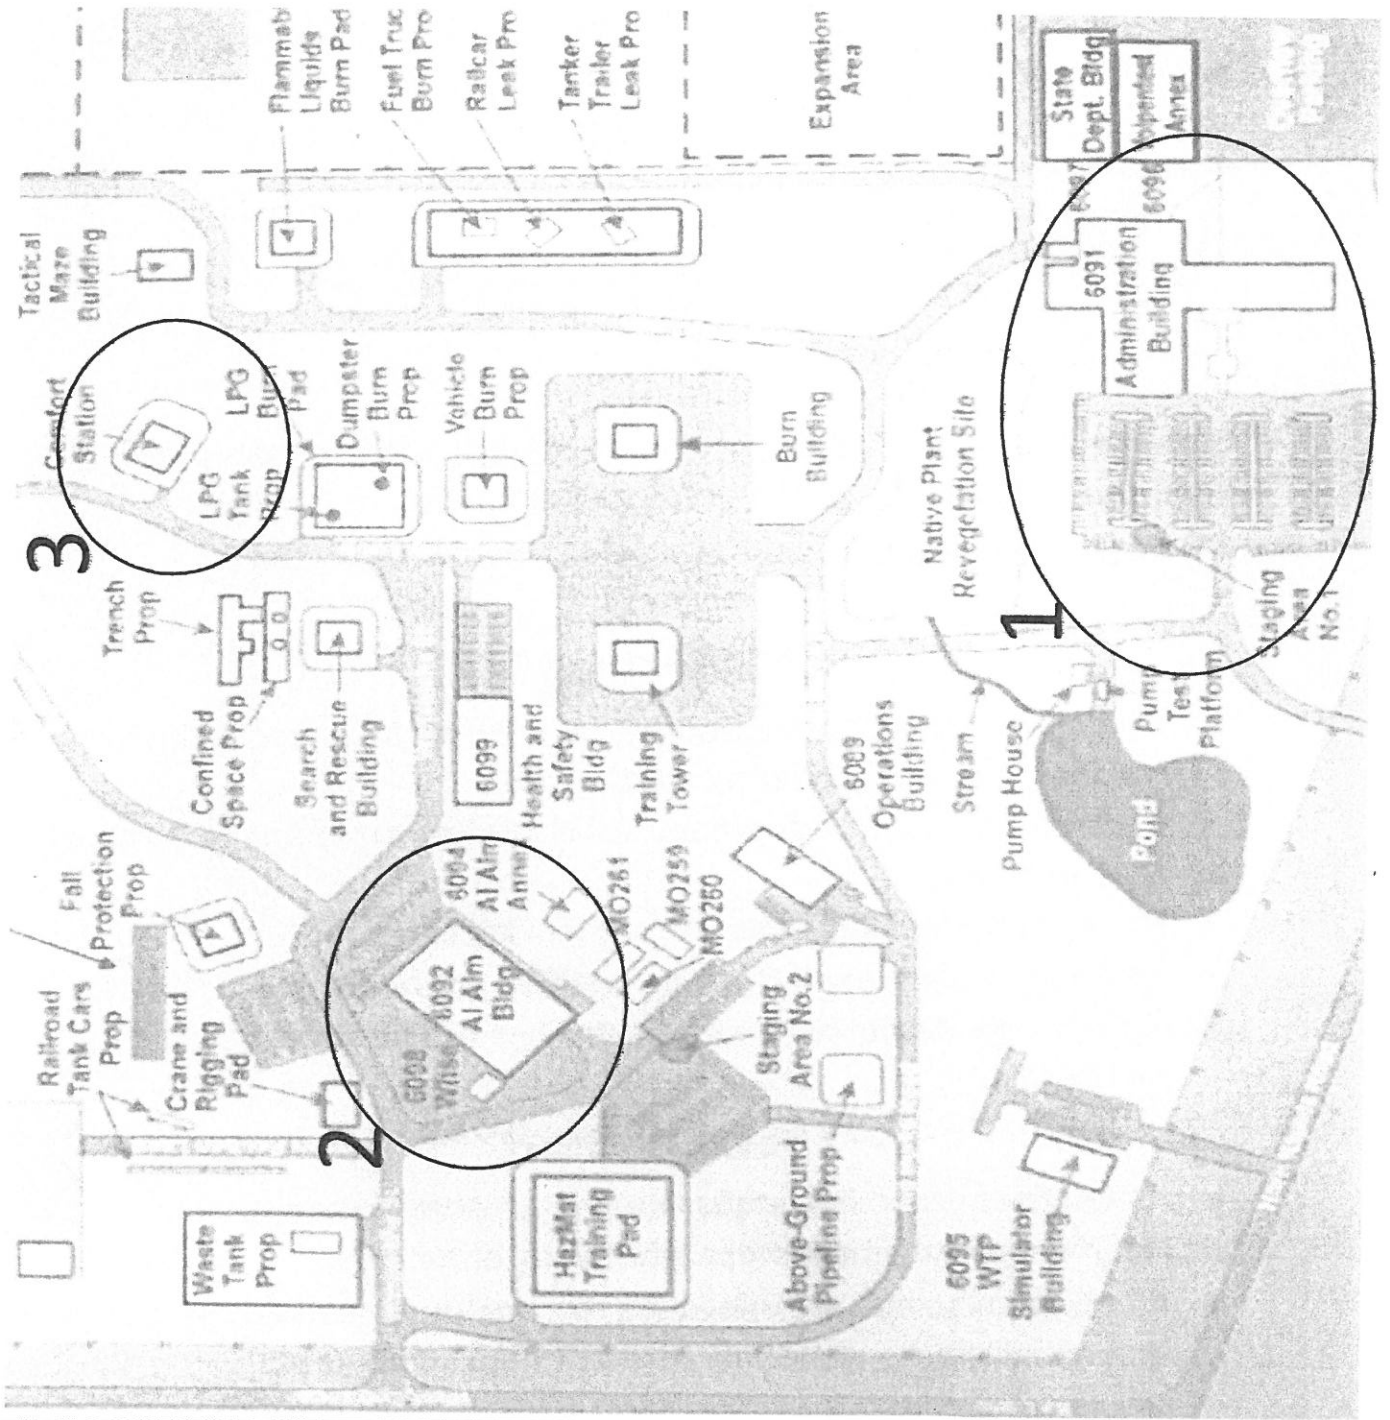 Tactical
Maze
Building
Flammab
Liquids
Burn Pad
Fuel Truc
Burn Pro
Railcar
Leak Pro
Tanker
Trailer
Leak Pro
Expansion
Area
State
Dept. Bldg
Annex
6097
6096
6091
Administration
Building
Comfort
Station
3
LPG
Burn
Pad
LPG
Tank
Prop
Dumpster
Burn
Prop
Vehicle
Burn
Prop
Burn
Building
Native Plant
Revegetation Site
1
Staging
Area
No.1
Trench
Prop
Confined
Space Prop
Search
and Rescue
Building
6099
Health and
Safety
Bldg
Training
Tower
6089
Operations
Building
Stream
Pump House
Pump
Test
Platform
Pond
Fall
Protection
Prop
Railroad
Tank Cars
Prop
Crane and
Rigging
Pad
2
6094
Al Alm
Annex
6092
Al Alm
Bldg
6098
Whse
MO261
MO259
MO260
Staging
Area No.2
Waste
Tank
Prop
HazMat
Training
Pad
Above-Ground
Pipeline Prop
6095
WTP
Simulator
Building